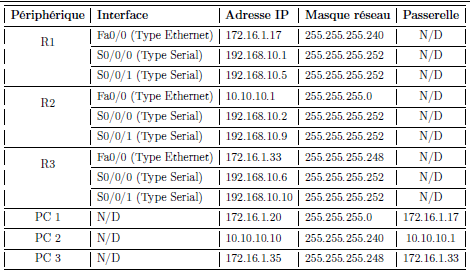 Périphérique Interface Adresse IP Masque réseau Passerelle
R1 Fa0/0 (Type Ethernet) 172.16.1.17 255.255.255.240 N/D
S0/0/0 (Type Serial) 192.168.10.1 255.255.255.252 N/D
S0/0/1 (Type Serial) 192.168.10.5 255.255.255.252 N/D
R2 Fa0/0 (Type Ethernet) 10.10.10.1 255.255.255.0 N/D
S0/0/0 (Type Serial) 192.168.10.2 255.255.255.252 N/D
S0/0/1 (Type Serial) 192.168.10.9 255.255.255.252 N/D
R3 Fa0/0 (Type Ethernet) 172.16.1.33 255.255.255.248 N/D
S0/0/0 (Type Serial) 192.168.10.6 255.255.255.252 N/D
S0/0/1 (Type Serial) 192.168.10.10 255.255.255.252 N/D
PC 1 N/D 172.16.1.20 255.255.255.0 172.16.1.17
PC 2 N/D 10.10.10.10 255.255.255.240 10.10.10.1
PC 3 N/D 172.16.1.35 255.255.255.248 172.16.1.33